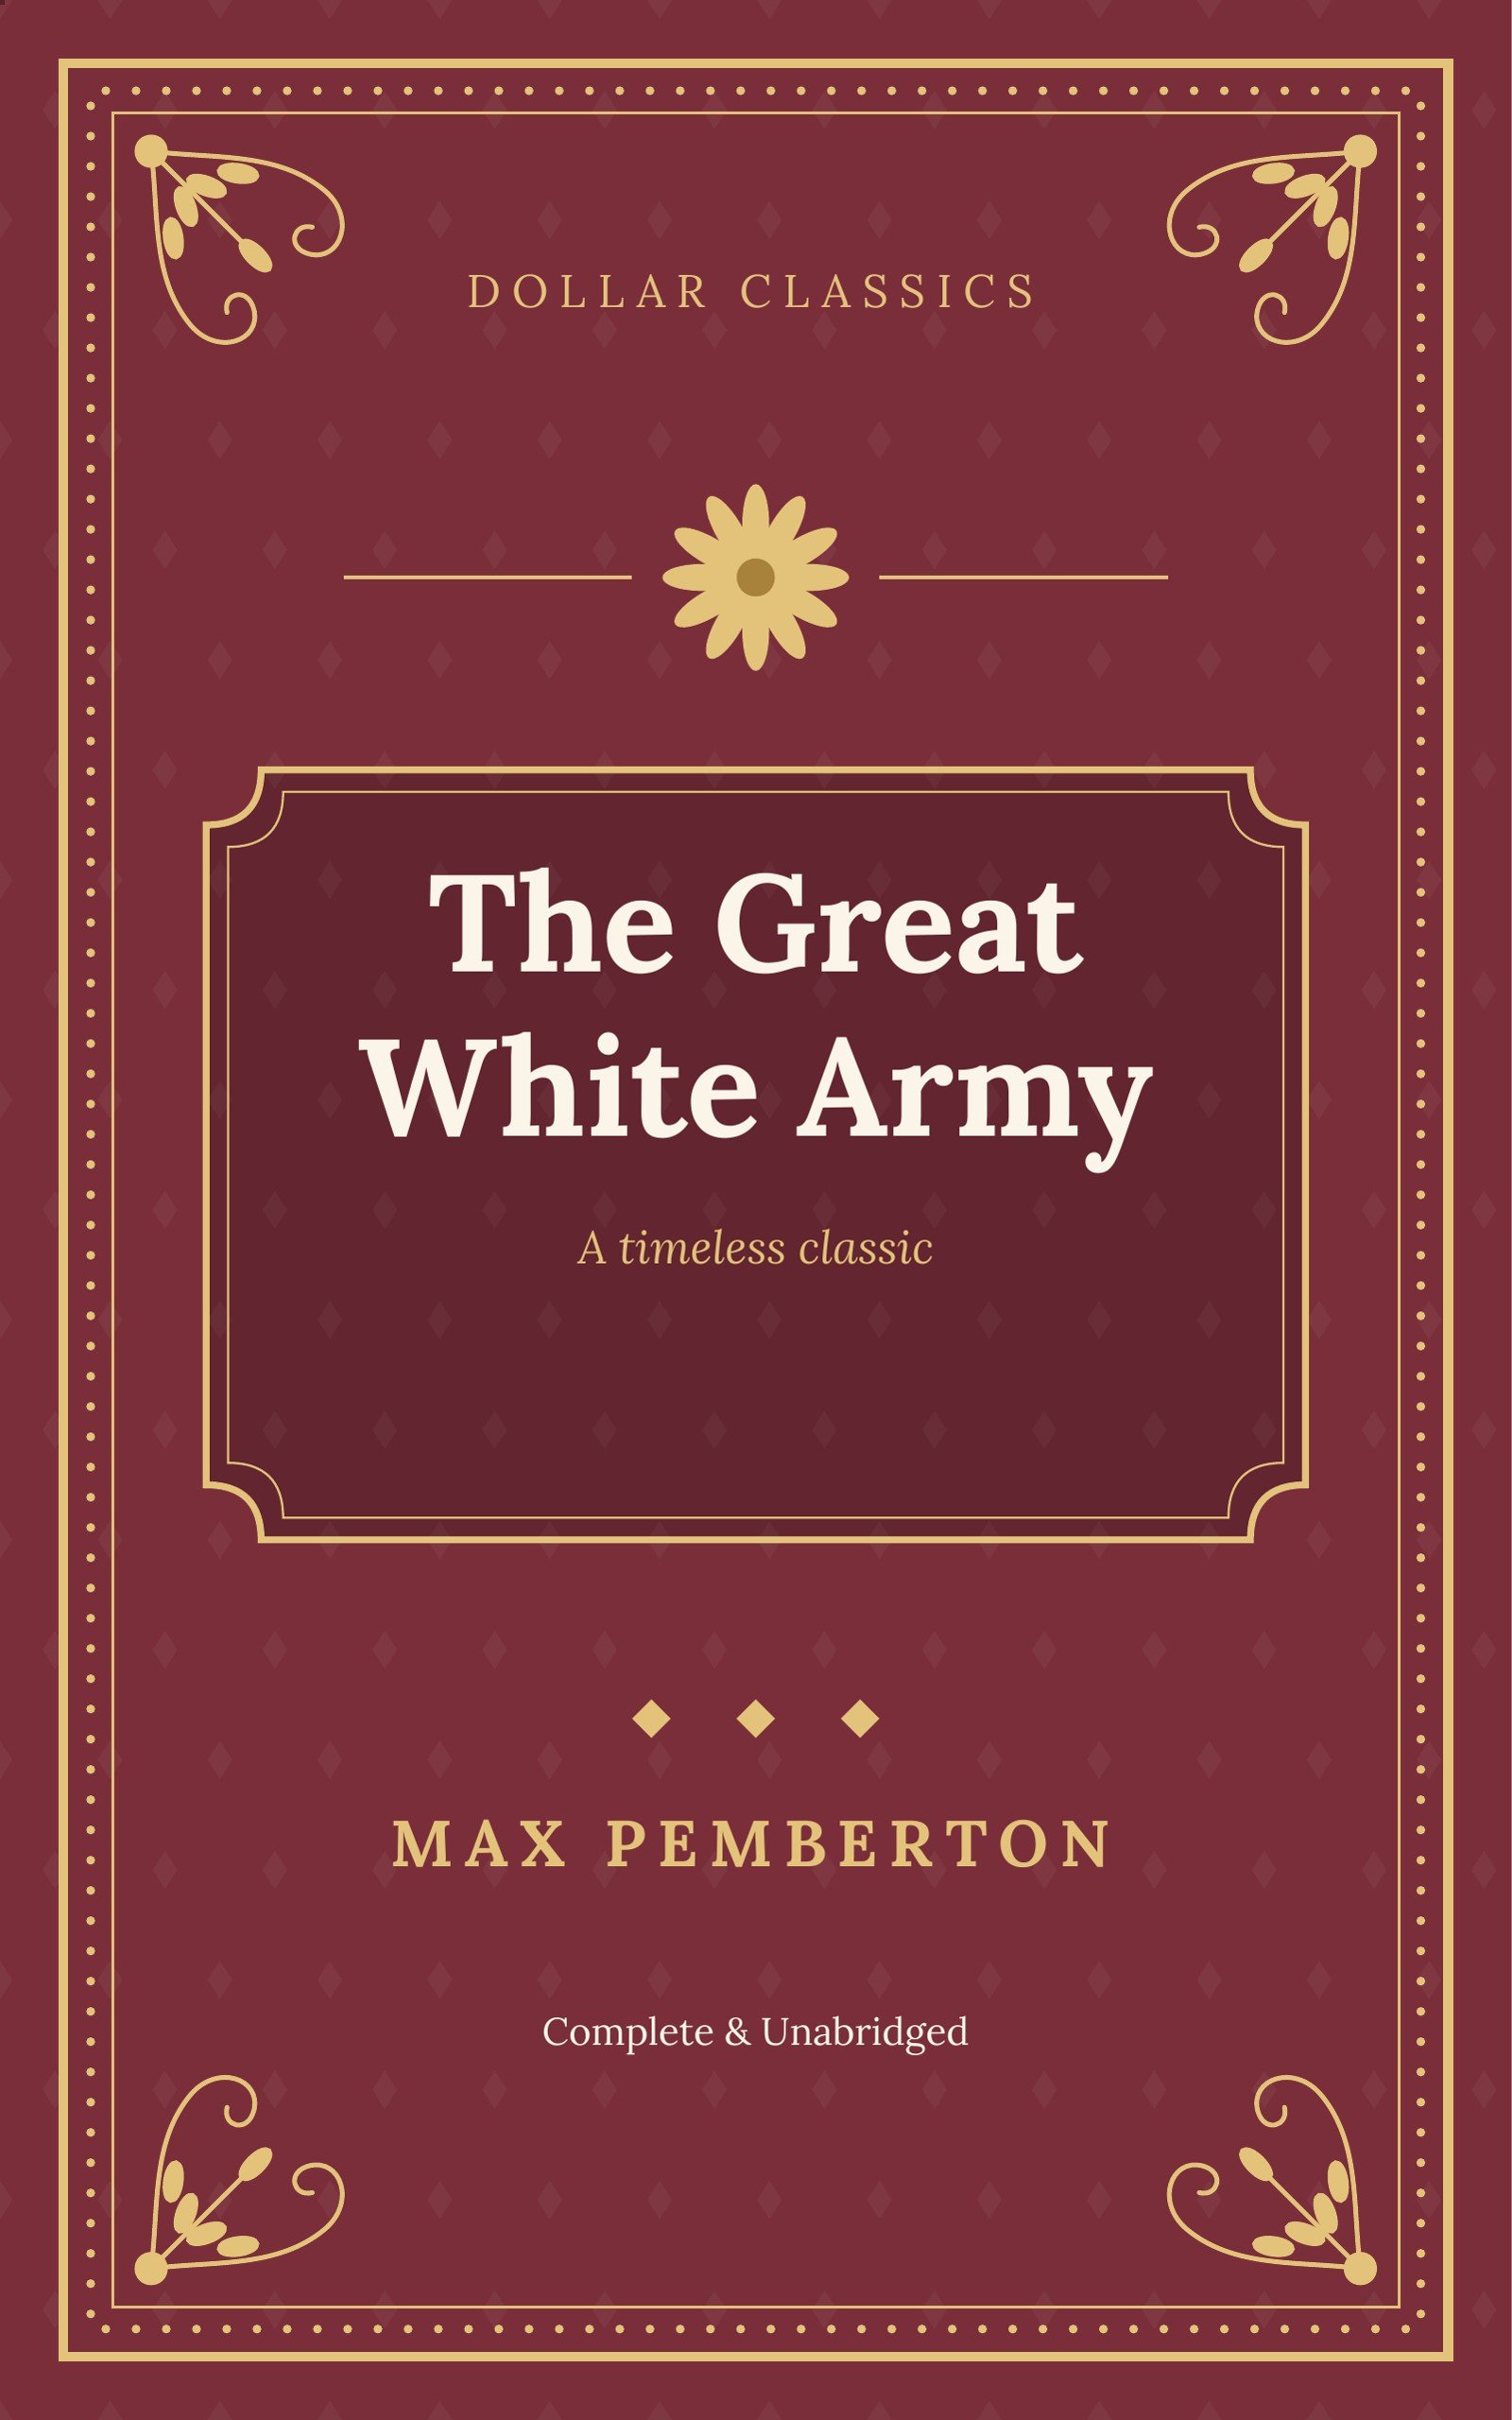 DOLLAR CLASSICS
The Great
White Army
A timeless classic
MAX PEMBERTON
Complete & Unabridged